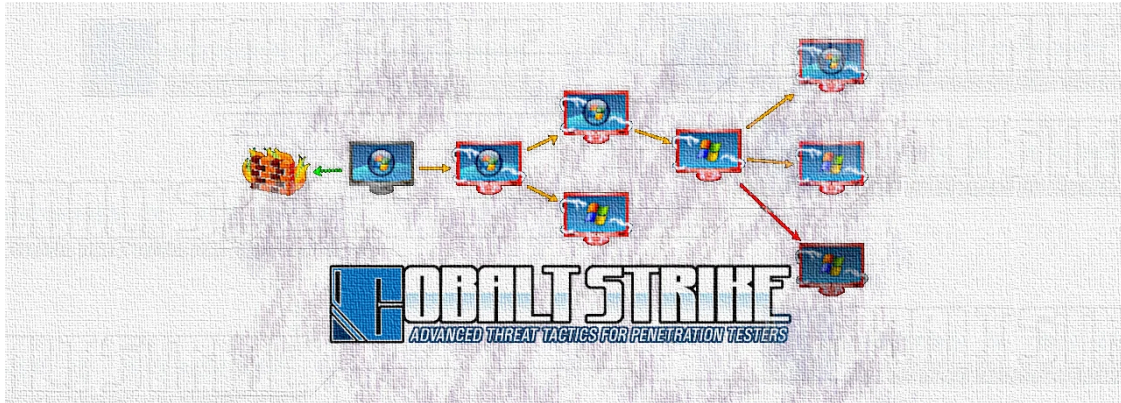 COBALT STRIKE
ADVANCED THREAT TACTICS FOR PENETRATION TESTERS